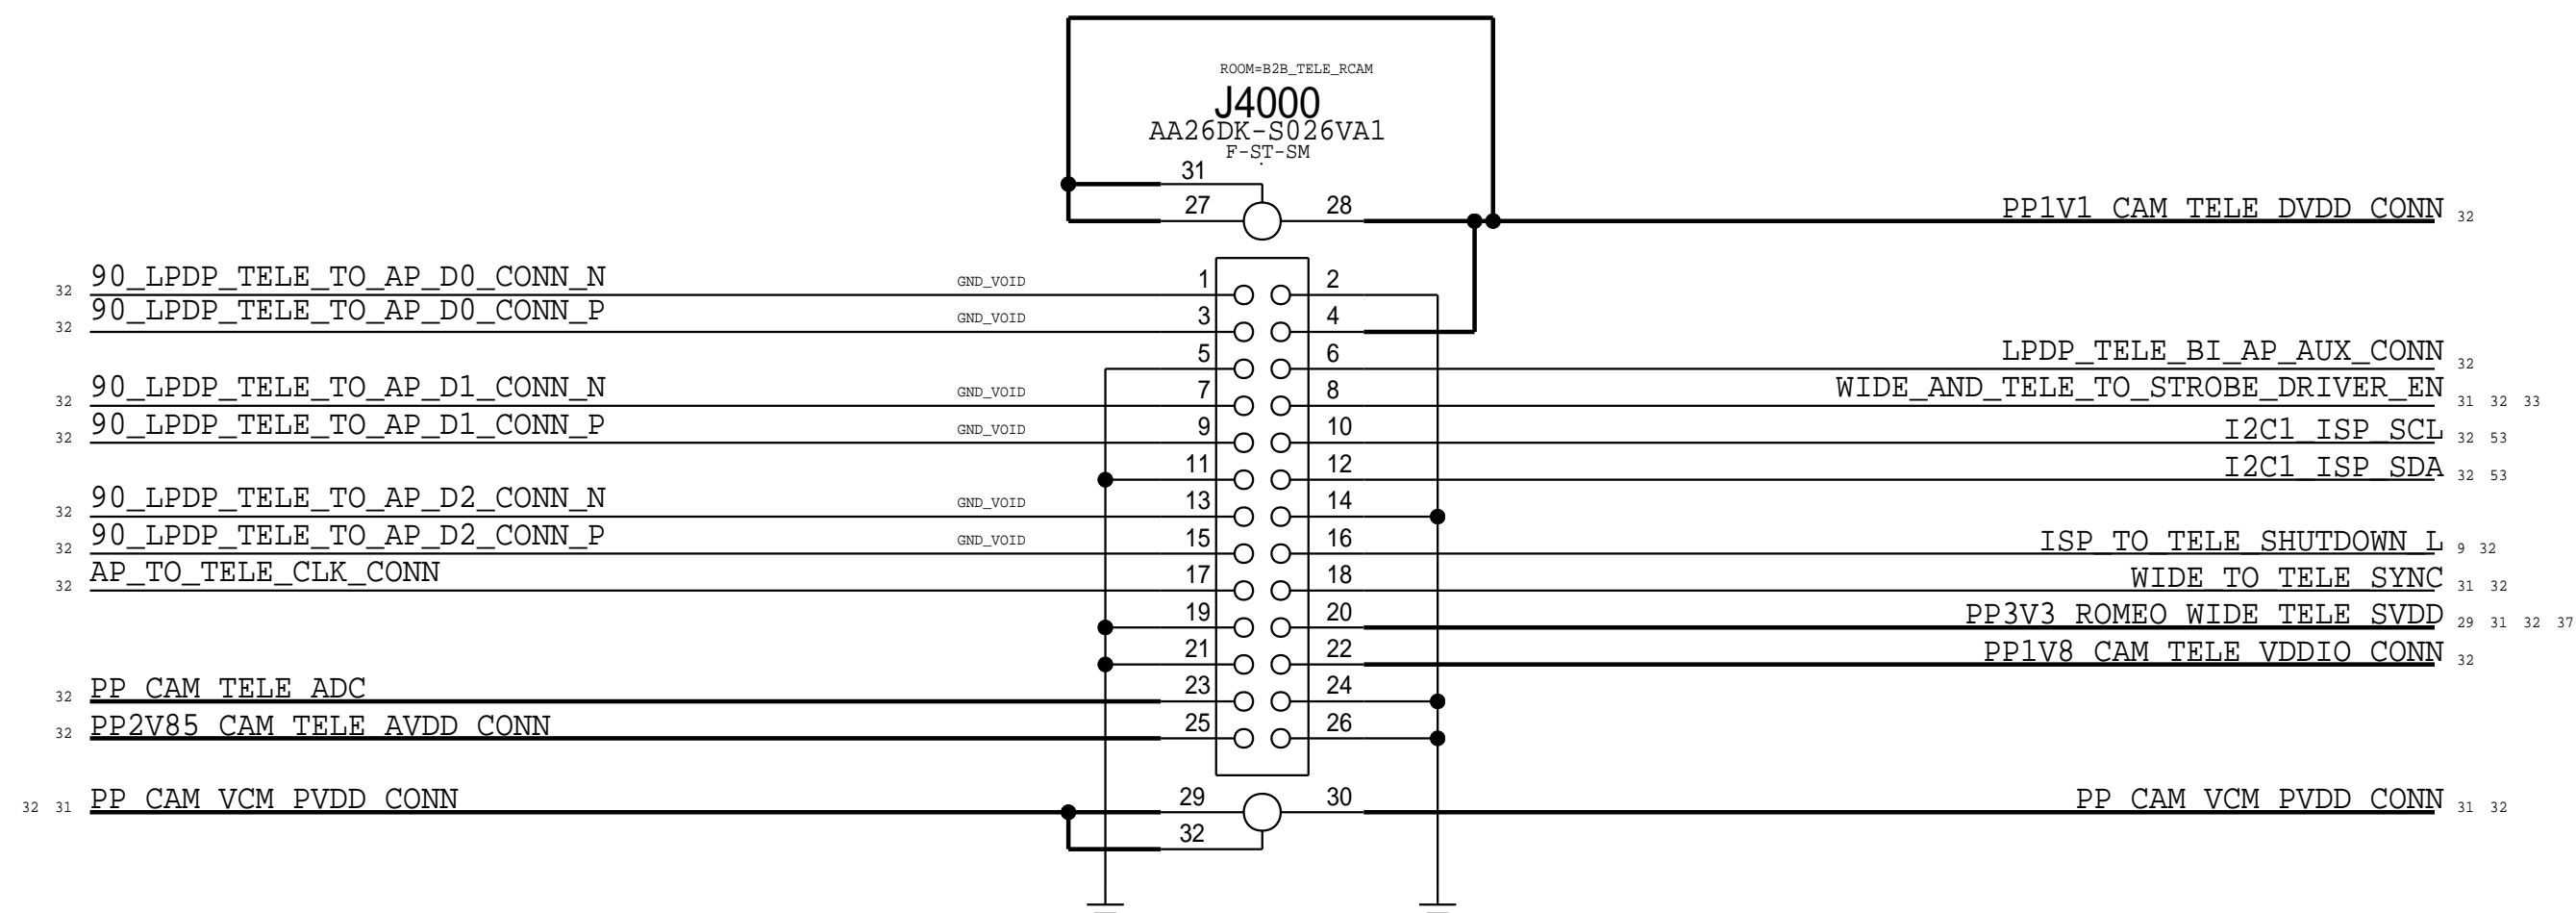 ROOM=B2B_TELE_RCAM
J4000
AA26DK-S026VA1
F-ST-SM
31
27 28 PP1V1_CAM_TELE_DVDD_CONN 32
32 90_LPDP_TELE_TO_AP_D0_CONN_N GND_VOID 1 2
32 90_LPDP_TELE_TO_AP_D0_CONN_P GND_VOID 3 4
5 6 LPDP_TELE_BI_AP_AUX_CONN 32
32 90_LPDP_TELE_TO_AP_D1_CONN_N GND_VOID 7 8 WIDE_AND_TELE_TO_STROBE_DRIVER_EN 31 32 33
32 90_LPDP_TELE_TO_AP_D1_CONN_P GND_VOID 9 10 I2C1_ISP_SCL 32 53
11 12 I2C1_ISP_SDA 32 53
32 90_LPDP_TELE_TO_AP_D2_CONN_N GND_VOID 13 14
32 90_LPDP_TELE_TO_AP_D2_CONN_P GND_VOID 15 16 ISP_TO_TELE_SHUTDOWN_L 9 32
32 AP_TO_TELE_CLK_CONN 17 18 WIDE_TO_TELE_SYNC 31 32
19 20 PP3V3_ROMEO_WIDE_TELE_SVDD 29 31 32 37
21 22 PP1V8_CAM_TELE_VDDIO_CONN 32
32 PP_CAM_TELE_ADC 23 24
32 PP2V85_CAM_TELE_AVDD_CONN 25 26
32 31 PP_CAM_VCM_PVDD_CONN 29 30 PP_CAM_VCM_PVDD_CONN 31 32
32